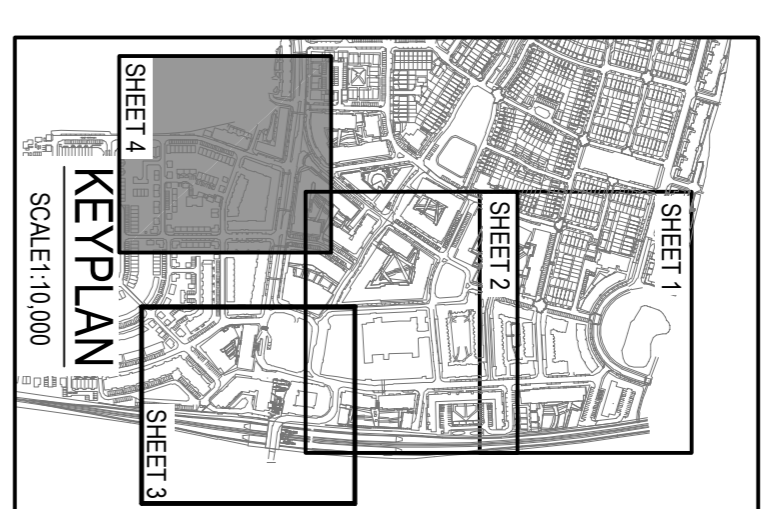 SHEET 4
KEYPLAN
SCALE1:10,000
SHEET 1
SHEET 2
SHEET 3